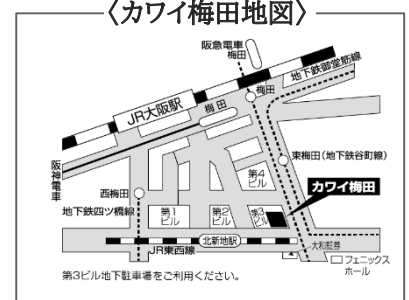 〈カワイ梅田地図〉
阪急電車
梅田
地下鉄御堂筋線
梅田
JR大阪駅
梅田
東梅田(地下鉄谷町線)
阪神電車
第4
ビル
カワイ梅田
西梅田
地下鉄四ツ橋線
第1
ビル
第2
ビル
第3
ビル
北新地駅
JR東西線
大和証券
フェニックス
ホール
第3ビル地下駐車場をご利用ください。